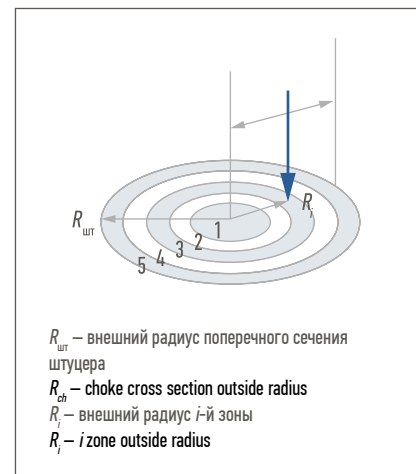 R_шт
R_i
1
2
3
4
5
R_шт – внешний радиус поперечного сечения
штуцера
R_ch – choke cross section outside radius
R_i – внешний радиус i-й зоны
R_i – i zone outside radius